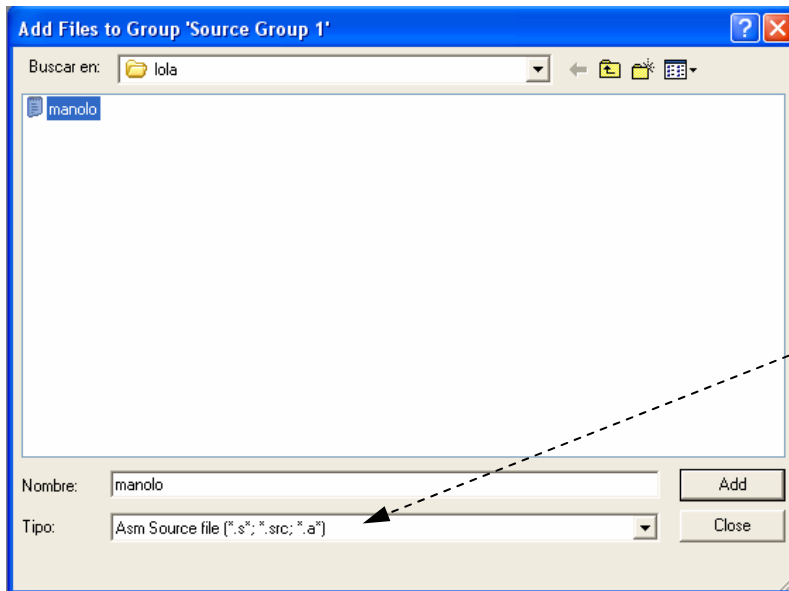 Add Files to Group 'Source Group 1'
Buscar en: lola
manolo
Nombre: manolo Add
Tipo: Asm Source file (*.s*; *.src; *.a*) Close